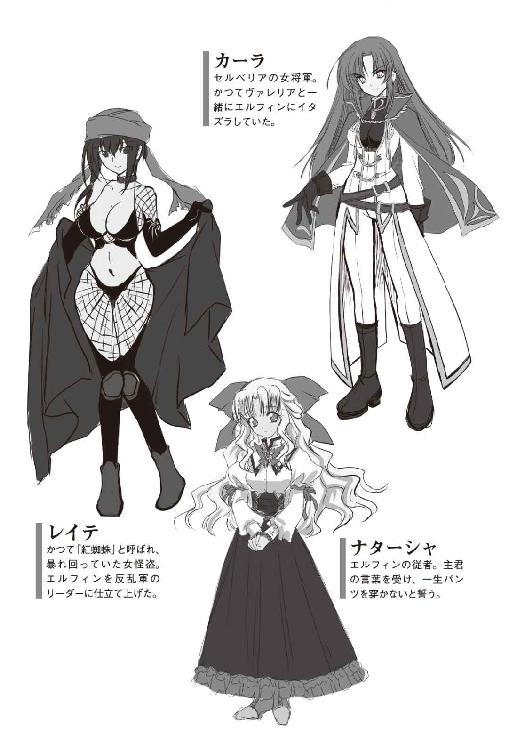 カーラ
セルベリアの女将軍。
かつてヴァレリアと一
緒にエルフィンにイタ
ズラしていた。
レイテ
かつて「紅蜘蛛」と呼ばれ、
暴れ回っていた女怪盗。
エルフィンを反乱軍の
リーダーに仕立て上げた。
ナターシャ
エルフィンの従者。主君
の言葉を受け、一生パン
ツを穿かないと誓う。